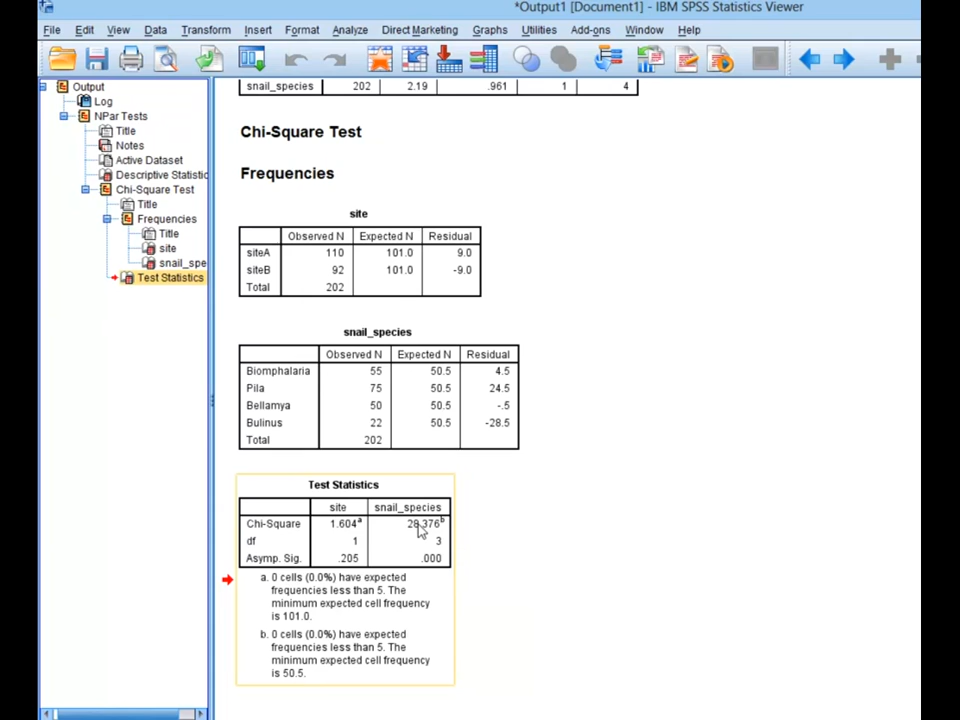 *Output1 [Document1] - IBM SPSS Statistics Viewer
File Edit View Data Transform Insert Format Analyze Direct Marketing Graphs Utilities Add-ons Window Help
Output
Log
NPar Tests
Title
Notes
Active Dataset
Descriptive Statistic
Chi-Square Test
Title
Frequencies
Title
site
snail_spe
Test Statistics
snail_species 202 2.19 .961 1 4
Chi-Square Test
Frequencies
site
Observed N Expected N Residual
siteA 110 101.0 9.0
siteB 92 101.0 -9.0
Total 202
snail_species
Observed N Expected N Residual
Biomphalaria 55 50.5 4.5
Pila 75 50.5 24.5
Bellamya 50 50.5 -.5
Bulinus 22 50.5 -28.5
Total 202
Test Statistics
site snail_species
Chi-Square 1.604a 28.376b
df 1 3
Asymp. Sig. .205 .000
a. 0 cells (0.0%) have expected
frequencies less than 5. The
minimum expected cell frequency
is 101.0.
b. 0 cells (0.0%) have expected
frequencies less than 5. The
minimum expected cell frequency
is 50.5.